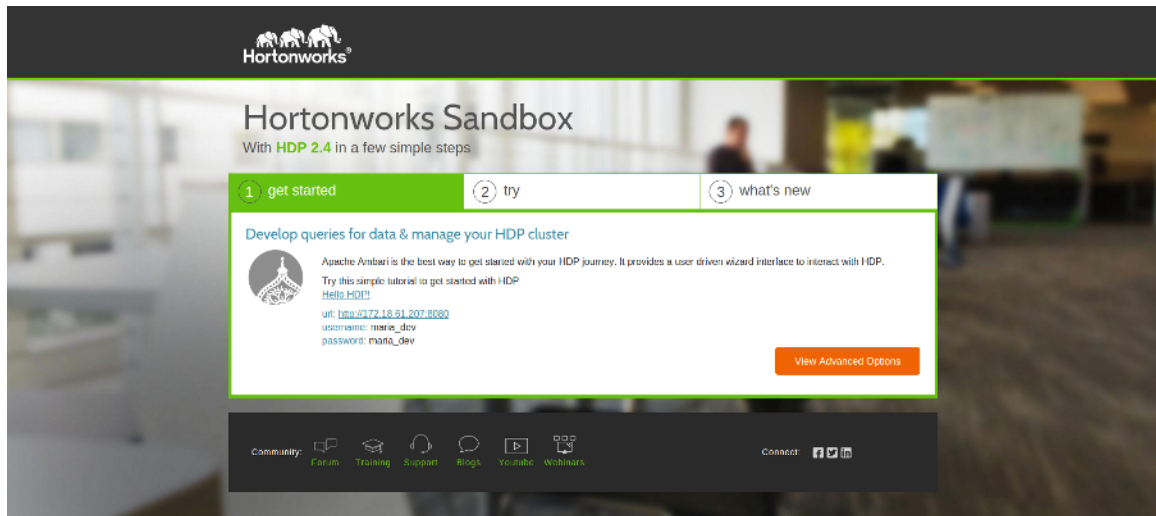 Hortonworks®
Hortonworks Sandbox
With HDP 2.4 in a few simple steps
1 get started 2 try 3 what's new
Develop queries for data & manage your HDP cluster
Apache Ambari is the best way to get started with your HDP journey. It provides a user driven wizard interface to interact with HDP.
Try this simple tutorial to get started with HDP
Hello HDP!
url: http://172.18.61.207:8080
username: maria_dev
password: maria_dev
View Advanced Options
Community: Forum Training Support Blogs Youtube Webinars Connect: